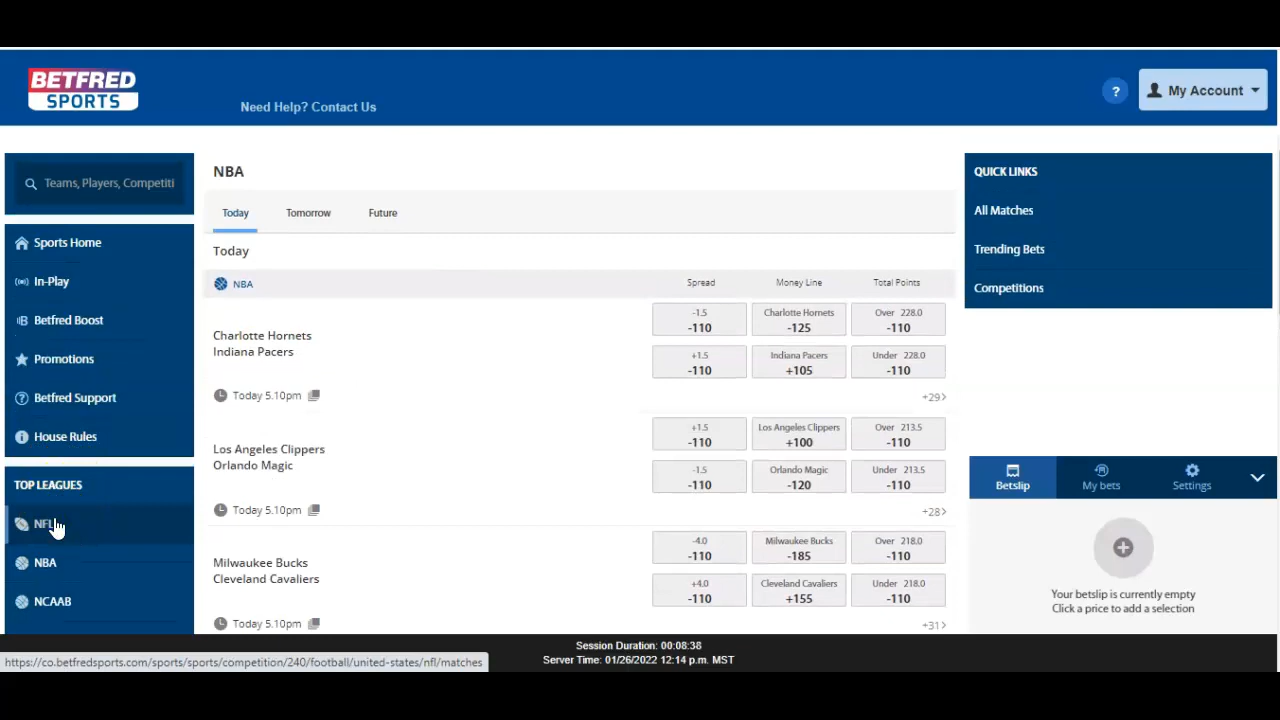 BETFRED
SPORTS
Need Help? Contact Us
?
My Account
Teams, Players, Competiti
Sports Home
In-Play
Betfred Boost
Promotions
Betfred Support
House Rules
TOP LEAGUES
NFL
NBA
NCAAB
NBA
Today Tomorrow Future
Today
NBA Spread Money Line Total Points
Charlotte Hornets
Indiana Pacers
-1.5 Charlotte Hornets Over 228.0
-110 -125 -110
+1.5 Indiana Pacers Under 228.0
-110 +105 -110
Today 5.10pm +29>
Los Angeles Clippers
Orlando Magic
+1.5 Los Angeles Clippers Over 213.5
-110 +100 -110
-1.5 Orlando Magic Under 213.5
-110 -120 -110
Today 5.10pm +28>
Milwaukee Bucks
Cleveland Cavaliers
-4.0 Milwaukee Bucks Over 218.0
-110 -185 -110
+4.0 Cleveland Cavaliers Under 218.0
-110 +155 -110
Today 5.10pm +31>
QUICK LINKS
All Matches
Trending Bets
Competitions
Betslip My bets Settings
Your betslip is currently empty
Click a price to add a selection
Session Duration: 00:08:38
Server Time: 01/26/2022 12:14 p.m. MST
https://co.betfredsports.com/sports/sports/competition/240/football/united-states/nfl/matches